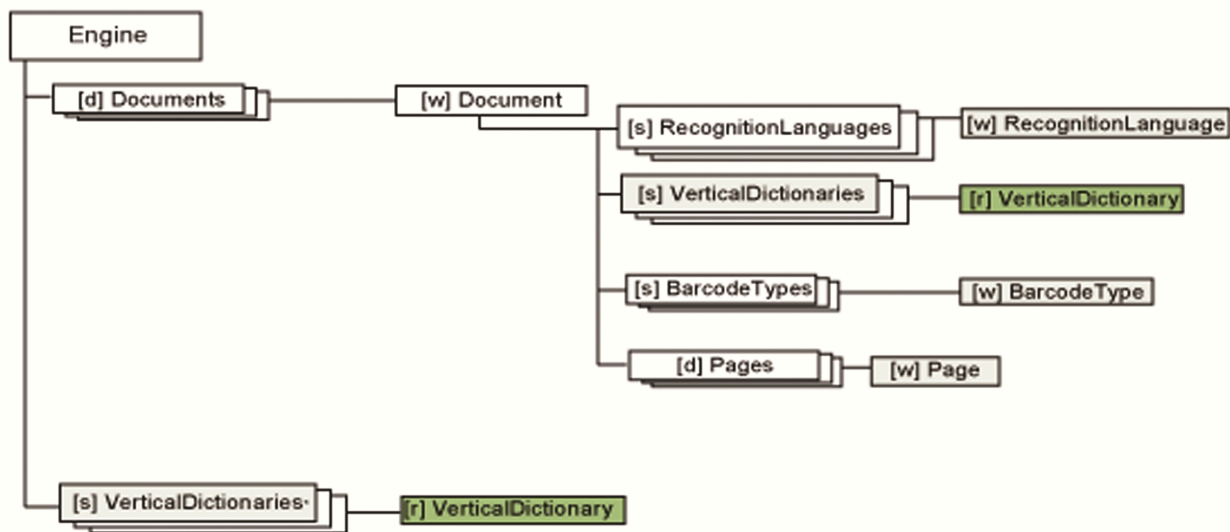 Engine
[d] Documents
[w] Document
[s] RecognitionLanguages
[w] RecognitionLanguage
[s] VerticalDictionaries
[r] VerticalDictionary
[s] BarcodeTypes
[w] BarcodeType
[d] Pages
[w] Page
[s] VerticalDictionaries
[r] VerticalDictionary